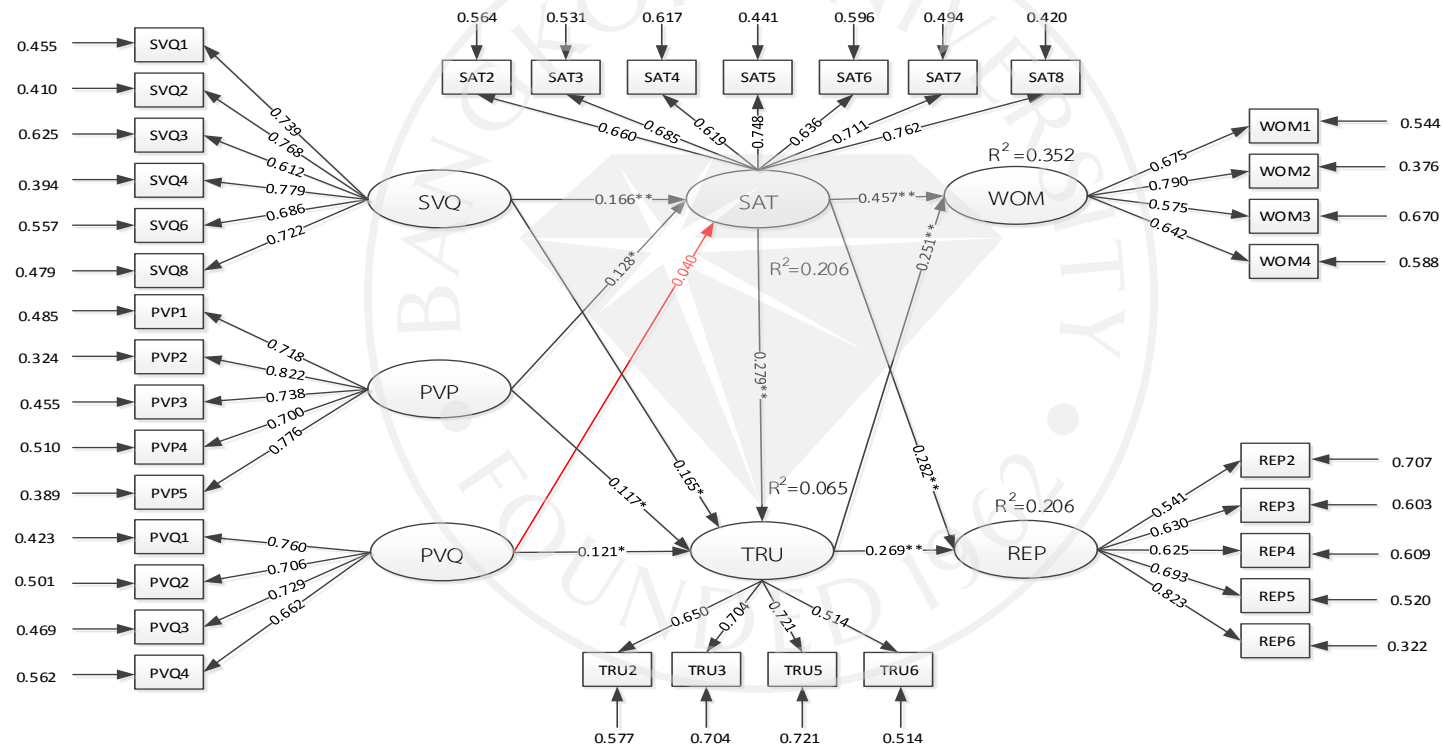 0.564 0.531 0.617 0.441 0.596 0.494 0.420
SAT2 SAT3 SAT4 SAT5 SAT6 SAT7 SAT8
0.660 0.685 0.619 0.748 0.636 0.711 0.762
0.455 SVQ1 0.739
0.410 SVQ2 0.768
0.625 SVQ3 0.612
0.394 SVQ4 0.779
0.557 SVQ6 0.686
0.479 SVQ8 0.722
SVQ
0.485 PVP1 0.718
0.324 PVP2 0.822
0.455 PVP3 0.738
0.510 PVP4 0.700
0.389 PVP5 0.776
PVP
0.423 PVQ1 0.760
0.501 PVQ2 0.706
0.469 PVQ3 0.729
0.562 PVQ4 0.662
PVQ
0.166**
0.128*
0.040
0.165*
0.117*
0.121*
SAT
R²=0.206
0.279**
R²=0.065
TRU
0.650 0.704 0.721 0.514
TRU2 TRU3 TRU5 TRU6
0.577 0.704 0.721 0.514
0.457**
0.251**
0.282**
0.269**
R²=0.352
WOM
0.675 WOM1 0.544
0.790 WOM2 0.376
0.575 WOM3 0.670
0.642 WOM4 0.588
R²=0.206
REP
0.541 REP2 0.707
0.630 REP3 0.603
0.625 REP4 0.609
0.693 REP5 0.520
0.823 REP6 0.322
BANGKOK UNIVERSITY
FOUNDED 1962